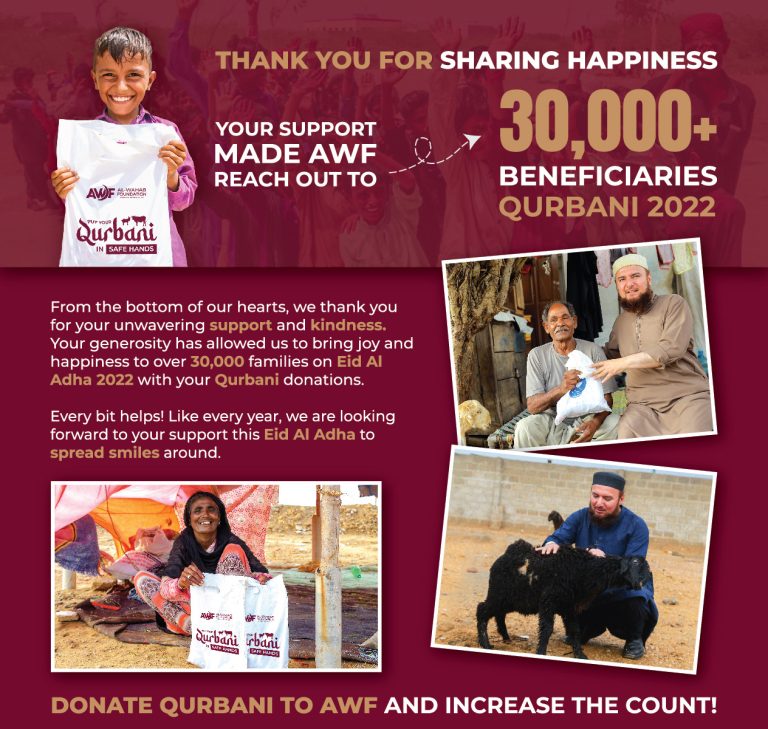 THANK YOU FOR SHARING HAPPINESS
YOUR SUPPORT
MADE AWF
REACH OUT TO
30,000+
BENEFICIARIES
QURBANI 2022
AWF AL-WAHAB
FOUNDATION
PUT YOUR
Qurbani
IN SAFE HANDS
From the bottom of our hearts, we thank you
for your unwavering support and kindness.
Your generosity has allowed us to bring joy and
happiness to over 30,000 families on Eid Al
Adha 2022 with your Qurbani donations.
Every bit helps! Like every year, we are looking
forward to your support this Eid Al Adha to
spread smiles around.
AWF
Qurbani
IN SAFE HANDS
DONATE QURBANI TO AWF AND INCREASE THE COUNT!